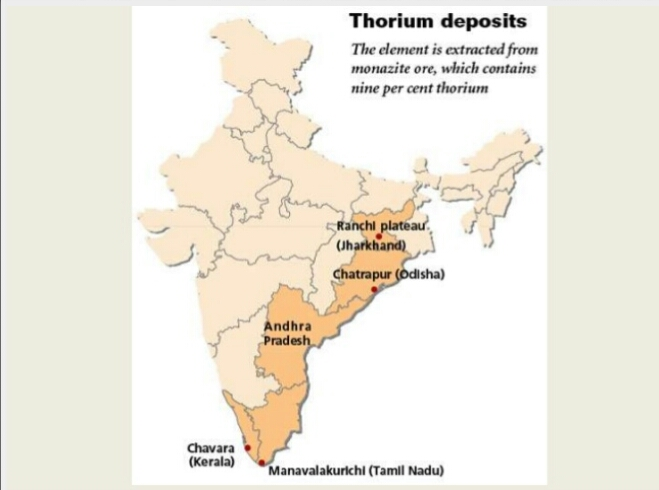 Thorium deposits
The element is extracted from
monazite ore, which contains
nine per cent thorium
Ranchi plateau
(Jharkhand)
Chatrapur (Odisha)
Andhra
Pradesh
Chavara
(Kerala)
Manavalakurichi (Tamil Nadu)